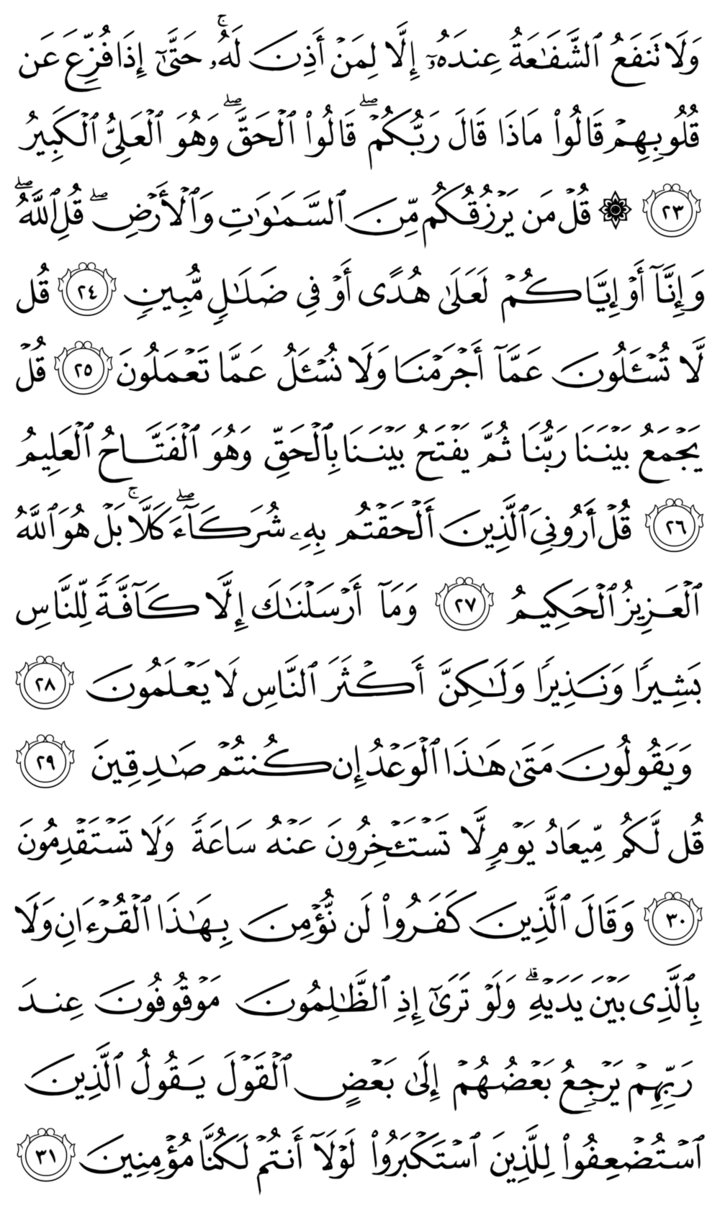 وَلَا تَنفَعُ ٱلشَّفَٰعَةُ عِندَهُۥٓ إِلَّا لِمَنْ أَذِنَ لَهُۥۚ حَتَّىٰٓ إِذَا فُزِّعَ عَن
قُلُوبِهِمْ قَالُوا۟ مَاذَا قَالَ رَبُّكُمْۖ قَالُوا۟ ٱلْحَقَّۖ وَهُوَ ٱلْعَلِىُّ ٱلْكَبِيرُ
٢٣ ۞ قُلْ مَن يَرْزُقُكُم مِّنَ ٱلسَّمَٰوَٰتِ وَٱلْأَرْضِۖ قُلِ ٱللَّهُۖ
وَإِنَّآ أَوْ إِيَّاكُمْ لَعَلَىٰ هُدًى أَوْ فِى ضَلَٰلٍ مُّبِينٍ ٢٤ قُل
لَّا تُسْـَٔلُونَ عَمَّآ أَجْرَمْنَا وَلَا نُسْـَٔلُ عَمَّا تَعْمَلُونَ ٢٥ قُلْ
يَجْمَعُ بَيْنَنَا رَبُّنَا ثُمَّ يَفْتَحُ بَيْنَنَا بِٱلْحَقِّ وَهُوَ ٱلْفَتَّاحُ ٱلْعَلِيمُ
٢٦ قُلْ أَرُونِىَ ٱلَّذِينَ أَلْحَقْتُم بِهِۦ شُرَكَآءَۖ كَلَّاۚ بَلْ هُوَ ٱللَّهُ
ٱلْعَزِيزُ ٱلْحَكِيمُ ٢٧ وَمَآ أَرْسَلْنَٰكَ إِلَّا كَآفَّةً لِّلنَّاسِ
بَشِيرًا وَنَذِيرًا وَلَٰكِنَّ أَكْثَرَ ٱلنَّاسِ لَا يَعْلَمُونَ ٢٨
وَيَقُولُونَ مَتَىٰ هَٰذَا ٱلْوَعْدُ إِن كُنتُمْ صَٰدِقِينَ ٢٩
قُل لَّكُم مِّيعَادُ يَوْمٍ لَّا تَسْتَـْٔخِرُونَ عَنْهُ سَاعَةً وَلَا تَسْتَقْدِمُونَ
٣٠ وَقَالَ ٱلَّذِينَ كَفَرُوا۟ لَن نُّؤْمِنَ بِهَٰذَا ٱلْقُرْءَانِ وَلَا
بِٱلَّذِى بَيْنَ يَدَيْهِۗ وَلَوْ تَرَىٰٓ إِذِ ٱلظَّٰلِمُونَ مَوْقُوفُونَ عِندَ
رَبِّهِمْ يَرْجِعُ بَعْضُهُمْ إِلَىٰ بَعْضٍ ٱلْقَوْلَ يَقُولُ ٱلَّذِينَ
ٱسْتُضْعِفُوا۟ لِلَّذِينَ ٱسْتَكْبَرُوا۟ لَوْلَآ أَنتُمْ لَكُنَّا مُؤْمِنِينَ ٣١